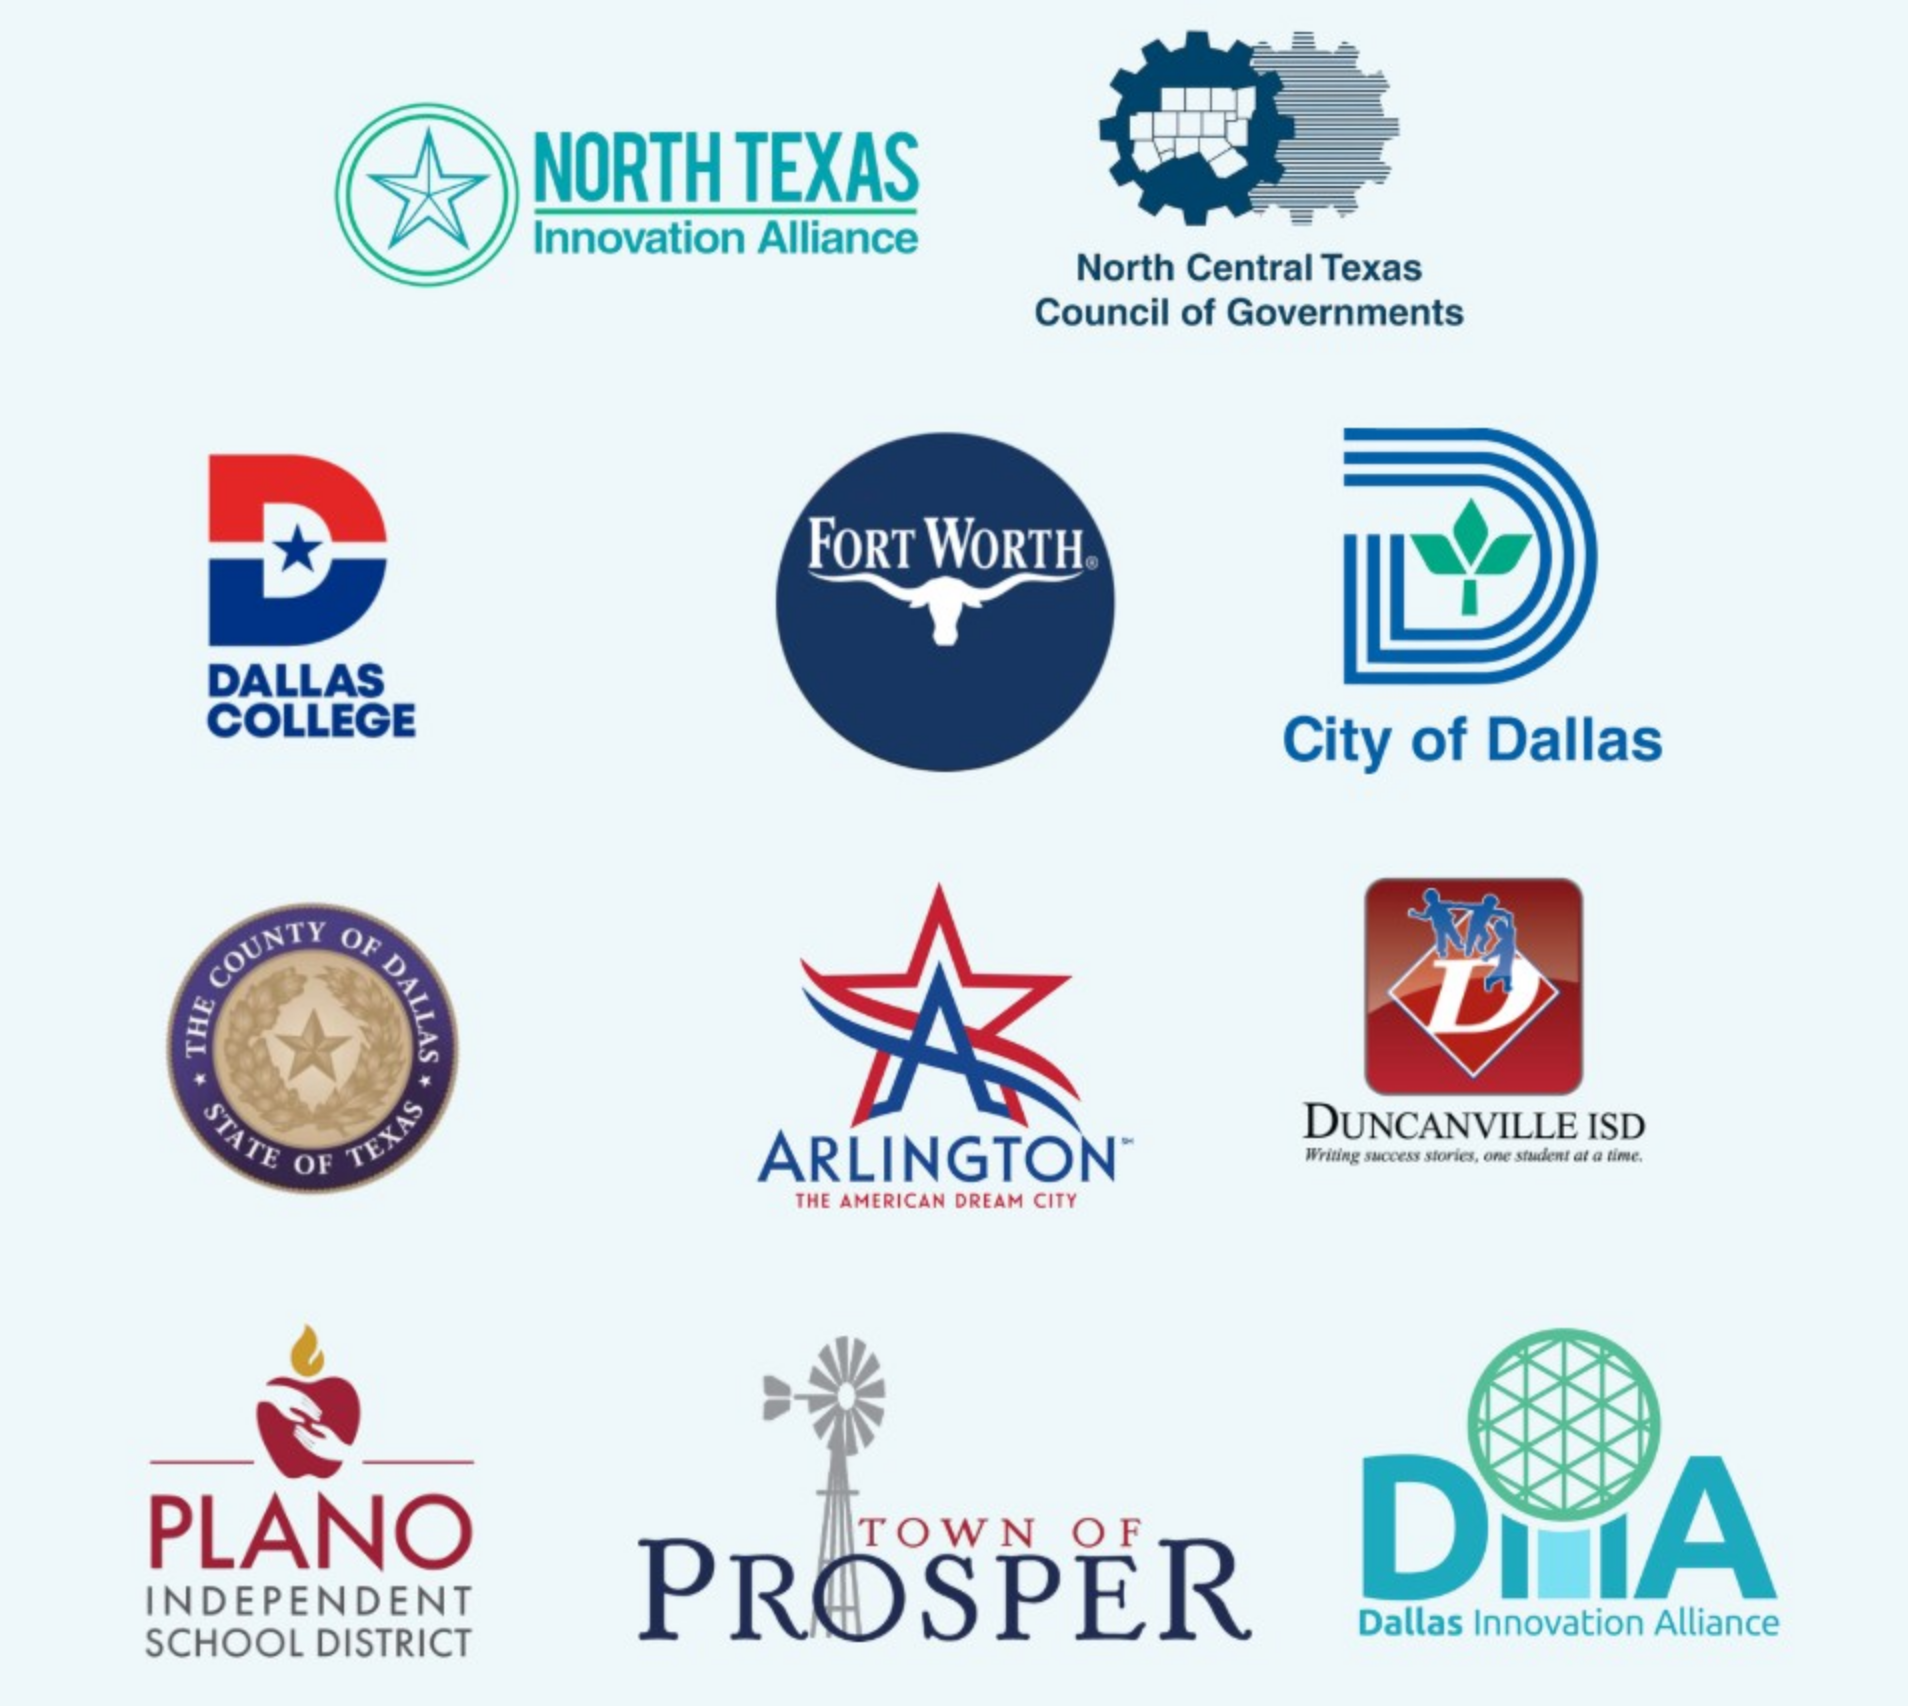 NORTH TEXAS
Innovation Alliance
North Central Texas
Council of Governments
DALLAS
COLLEGE
FORT WORTH®
City of Dallas
THE COUNTY OF DALLAS
STATE OF TEXAS
ARLINGTON℠
THE AMERICAN DREAM CITY
D
DUNCANVILLE ISD
Writing success stories, one student at a time.
PLANO
INDEPENDENT
SCHOOL DISTRICT
TOWN OF
PROSPER
DIIA
Dallas Innovation Alliance